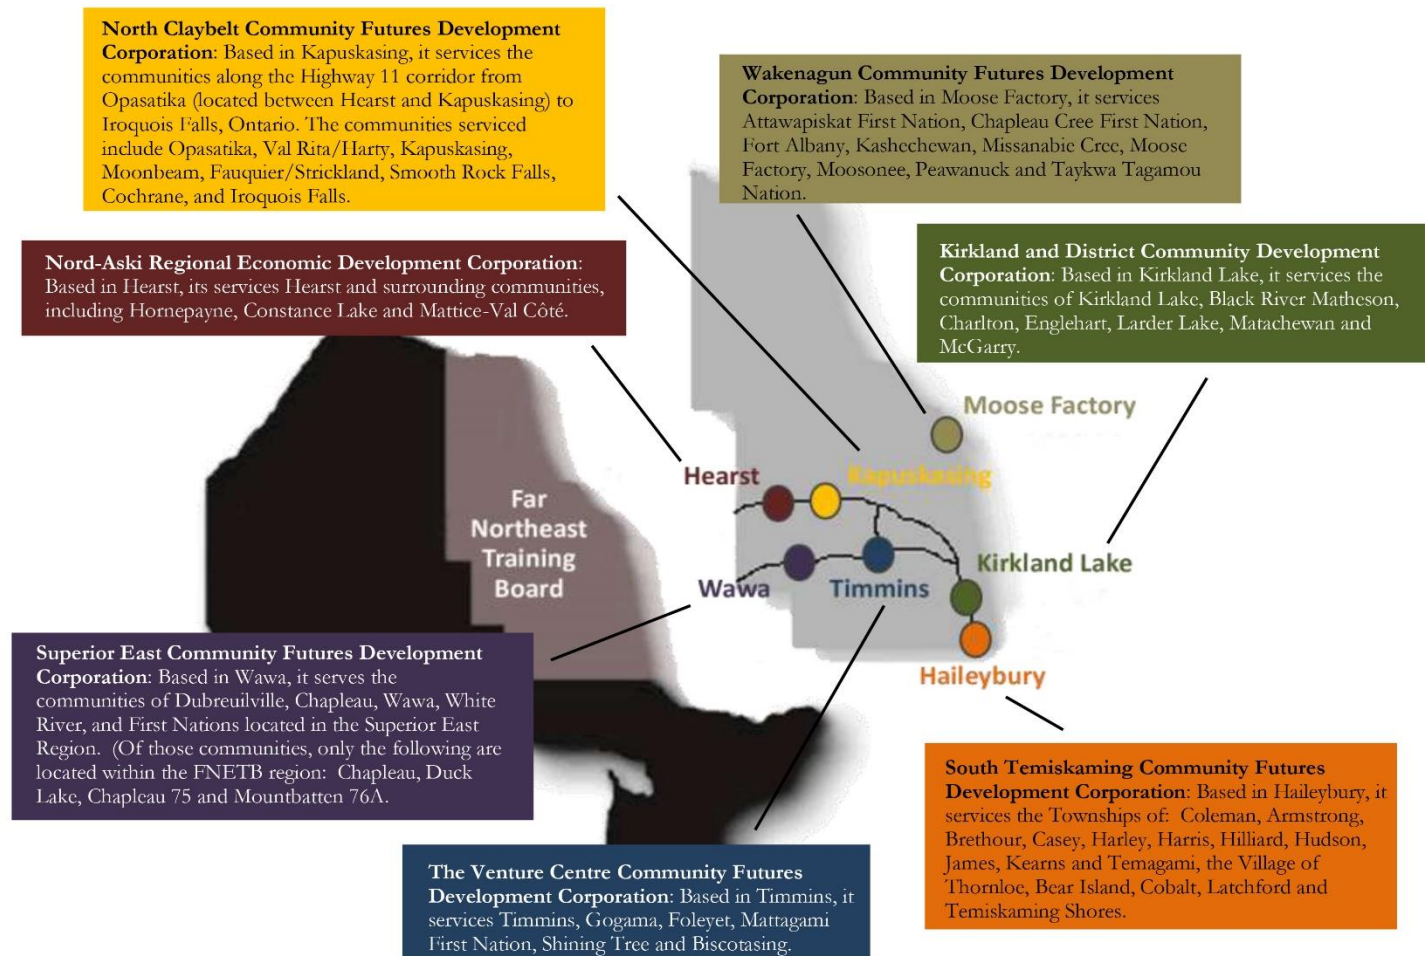 North Claybelt Community Futures Development
Corporation: Based in Kapuskasing, it services the
communities along the Highway 11 corridor from
Opasatika (located between Hearst and Kapuskasing) to
Iroquois Falls, Ontario. The communities serviced
include Opasatika, Val Rita/Harty, Kapuskasing,
Moonbeam, Fauquier/Strickland, Smooth Rock Falls,
Cochrane, and Iroquois Falls.
Wakenagun Community Futures Development
Corporation: Based in Moose Factory, it services
Attawapiskat First Nation, Chapleau Cree First Nation,
Fort Albany, Kashechewan, Missanabie Cree, Moose
Factory, Moosonee, Peawanuck and Taykwa Tagamou
Nation.
Nord-Aski Regional Economic Development Corporation:
Based in Hearst, its services Hearst and surrounding communities,
including Hornepayne, Constance Lake and Mattice-Val Côté.
Kirkland and District Community Development
Corporation: Based in Kirkland Lake, it services the
communities of Kirkland Lake, Black River Matheson,
Charlton, Englehart, Larder Lake, Matachewan and
McGarry.
Moose Factory
Hearst
Kapuskasing
Far
Northeast
Training
Board
Kirkland Lake
Wawa
Timmins
Haileybury
Superior East Community Futures Development
Corporation: Based in Wawa, it serves the
communities of Dubreuilville, Chapleau, Wawa, White
River, and First Nations located in the Superior East
Region.  (Of those communities, only the following are
located within the FNETB region:  Chapleau, Duck
Lake, Chapleau 75 and Mountbatten 76A.
South Temiskaming Community Futures
Development Corporation: Based in Haileybury, it
services the Townships of:  Coleman, Armstrong,
Brethour, Casey, Harley, Harris, Hilliard, Hudson,
James, Kearns and Temagami, the Village of
Thornloe, Bear Island, Cobalt, Latchford and
Temiskaming Shores.
The Venture Centre Community Futures
Development Corporation: Based in Timmins, it
services Timmins, Gogama, Foleyet, Mattagami
First Nation, Shining Tree and Biscotasing.